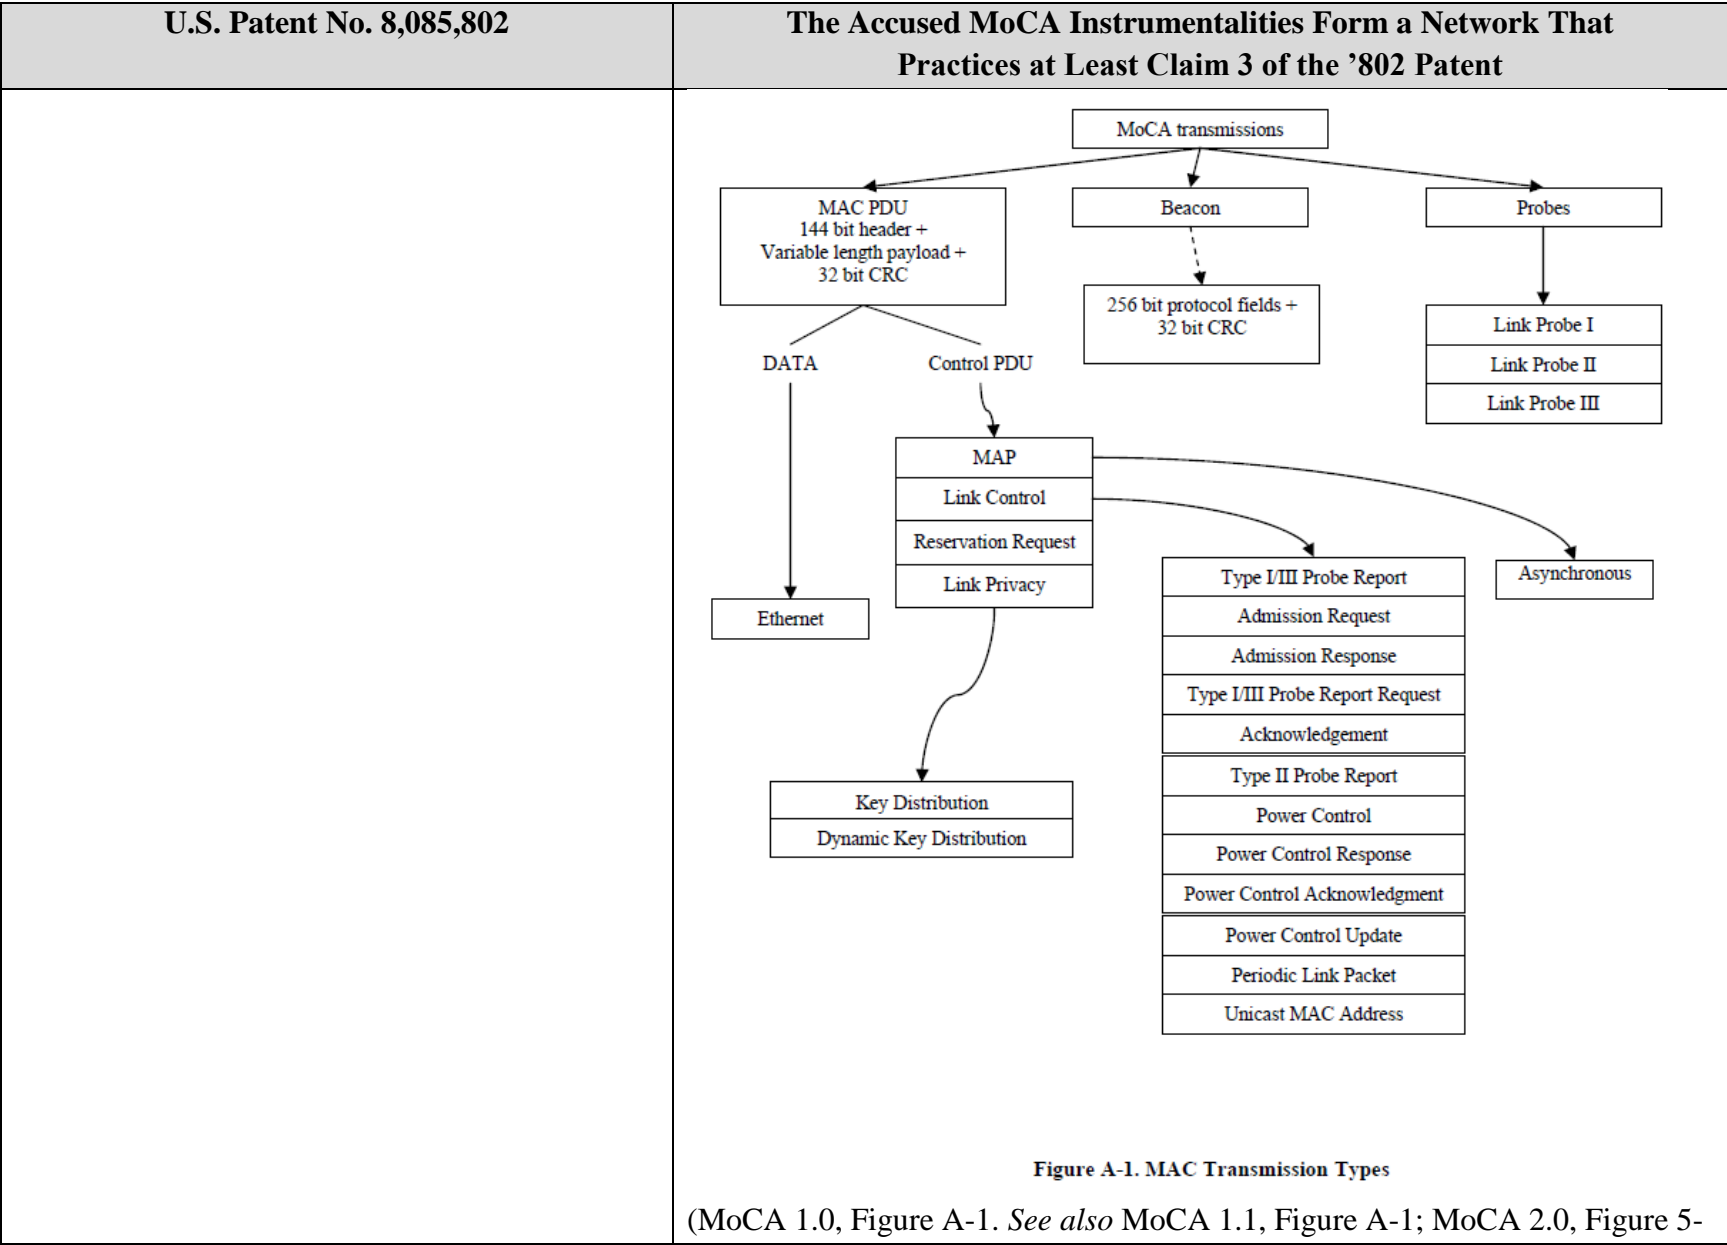 U.S. Patent No. 8,085,802
The Accused MoCA Instrumentalities Form a Network That
Practices at Least Claim 3 of the ’802 Patent
MoCA transmissions
MAC PDU
144 bit header +
Variable length payload +
32 bit CRC
Beacon
Probes
256 bit protocol fields +
32 bit CRC
Link Probe I
Link Probe II
Link Probe III
DATA
Control PDU
MAP
Link Control
Reservation Request
Link Privacy
Ethernet
Type I/III Probe Report
Admission Request
Admission Response
Type I/III Probe Report Request
Acknowledgement
Type II Probe Report
Power Control
Power Control Response
Power Control Acknowledgment
Power Control Update
Periodic Link Packet
Unicast MAC Address
Asynchronous
Key Distribution
Dynamic Key Distribution
Figure A-1. MAC Transmission Types
(MoCA 1.0, Figure A-1. See also MoCA 1.1, Figure A-1; MoCA 2.0, Figure 5-